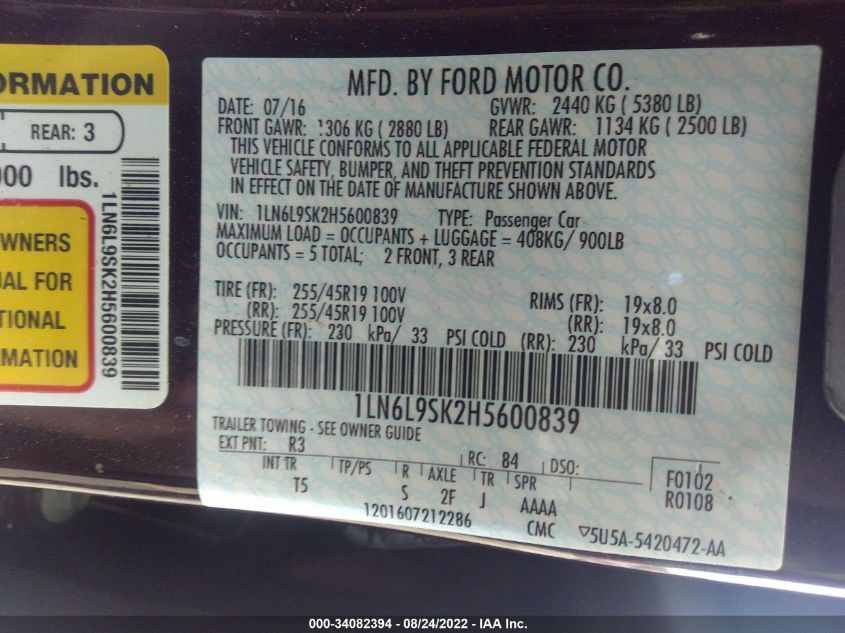 ORMATION
REAR: 3
000 lbs.
WNERS
UAL FOR
TIONAL
RMATION
1LN6L9SK2H5600839
MFD. BY FORD MOTOR CO.
DATE: 07/16 GVWR: 2440 KG ( 5380 LB)
FRONT GAWR: 1306 KG ( 2880 LB) REAR GAWR: 1134 KG ( 2500 LB)
THIS VEHICLE CONFORMS TO ALL APPLICABLE FEDERAL MOTOR
VEHICLE SAFETY, BUMPER, AND THEFT PREVENTION STANDARDS
IN EFFECT ON THE DATE OF MANUFACTURE SHOWN ABOVE.
VIN: 1LN6L9SK2H5600839 TYPE: Passenger Car
MAXIMUM LOAD = OCCUPANTS + LUGGAGE = 408KG/ 900LB
OCCUPANTS = 5 TOTAL; 2 FRONT, 3 REAR
TIRE (FR): 255/45R19 100V RIMS (FR): 19x8.0
(RR): 255/45R19 100V (RR): 19x8.0
PRESSURE (FR): 230 kPa/ 33 PSI COLD (RR): 230 kPa/ 33 PSI COLD
1LN6L9SK2H5600839
TRAILER TOWING - SEE OWNER GUIDE
EXT PNT: R3 RC: 84 DSO: F0102
INT TR TP/PS R AXLE TR SPR R0108
T5 S 2F J AAAA
1201607212286 CMC ▽5U5A-5420472-AA
000-34082394 - 08/24/2022 - IAA Inc.